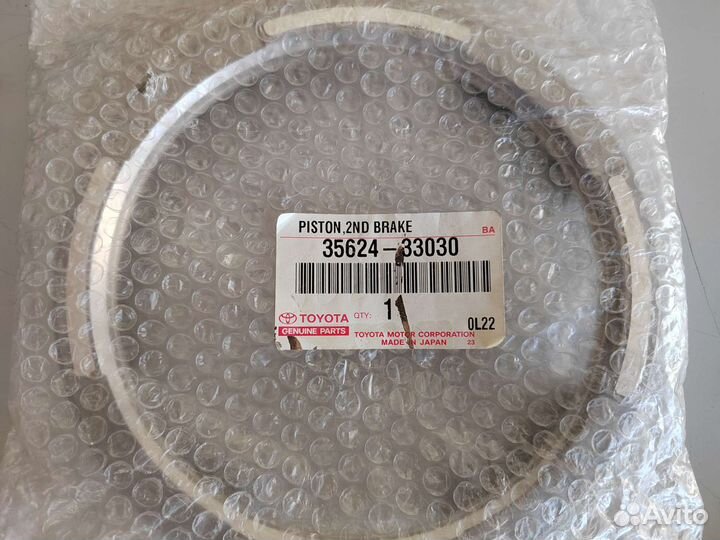 PISTON,2ND BRAKE
BA
35624-33030
TOYOTA QTY: 1
GENUINE PARTS
0L22
TOYOTA MOTOR CORPORATION
MADE IN JAPAN 23
Avito